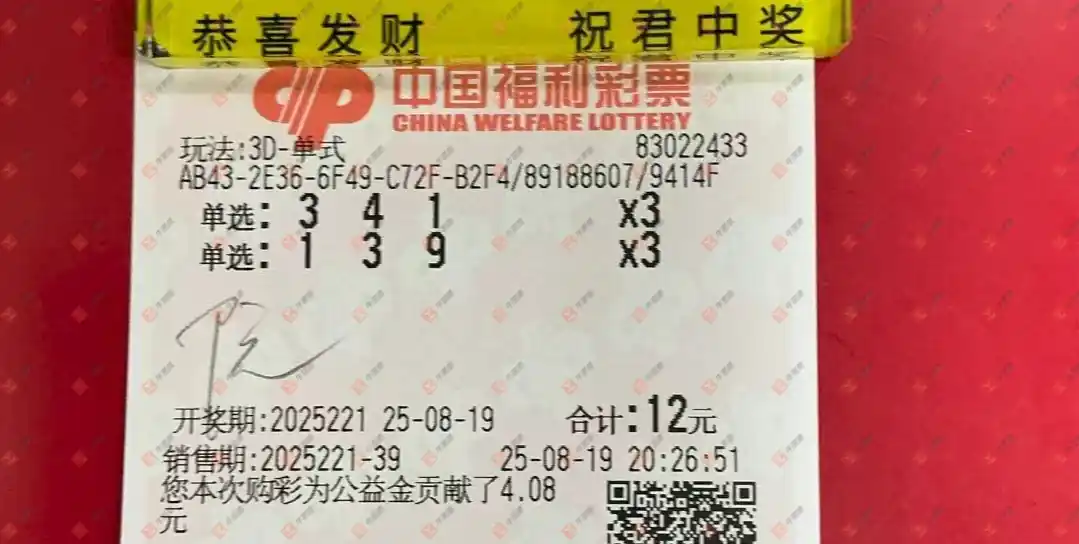 恭喜发财 祝君中奖
中国福利彩票
CHINA WELFARE LOTTERY
玩法:3D-单式 83022433
AB43-2E36-6F49-C72F-B2F4/89188607/9414F
单选: 3 4 1 x3
单选: 1 3 9 x3
开奖期:2025221 25-08-19 合计:12元
销售期:2025221-39 25-08-19 20:26:51
您本次购彩为公益金贡献了4.08
元